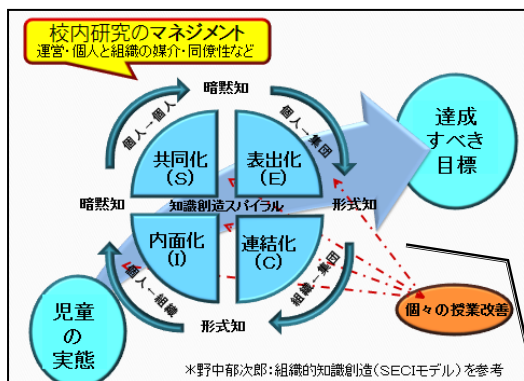 校内研究のマネジメント
運営・個人と組織の媒介・同僚性など
暗黙知
個人ー個人
個人ー集団
共同化
(S)
表出化
(E)
達成
すべき
目標
暗黙知
知識創造スパイラル
形式知
内面化
(I)
連結化
(C)
個人ー組織
組織ー集団
児童
の
実態
形式知
個々の授業改善
*野中郁次郎:組織的知識創造(SECIモデル)を参考